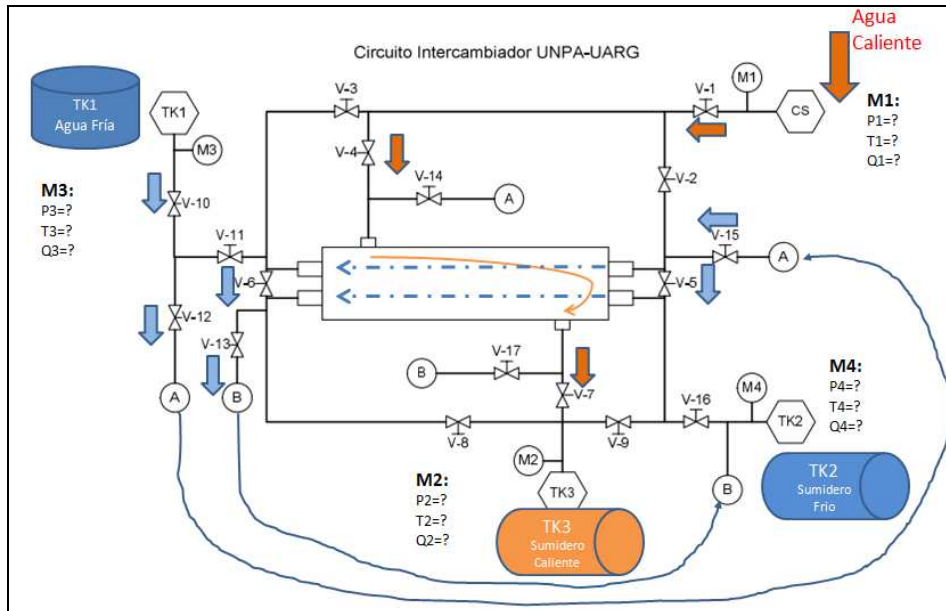 Circuito Intercambiador UNPA-UARG
Agua
Caliente
TK1
Agua Fría
TK1
M3
M3:
P3=?
T3=?
Q3=?
V-10
V-11
V-12
V-6
V-13
A
B
V-3
V-4
V-14
A
V-1
M1
CS
M1:
P1=?
T1=?
Q1=?
V-2
V-15
A
V-5
V-17
B
V-7
V-8
V-9
V-16
M4
TK2
M4:
P4=?
T4=?
Q4=?
B
M2
TK3
M2:
P2=?
T2=?
Q2=?
TK3
Sumidero
Caliente
TK2
Sumidero
Frio